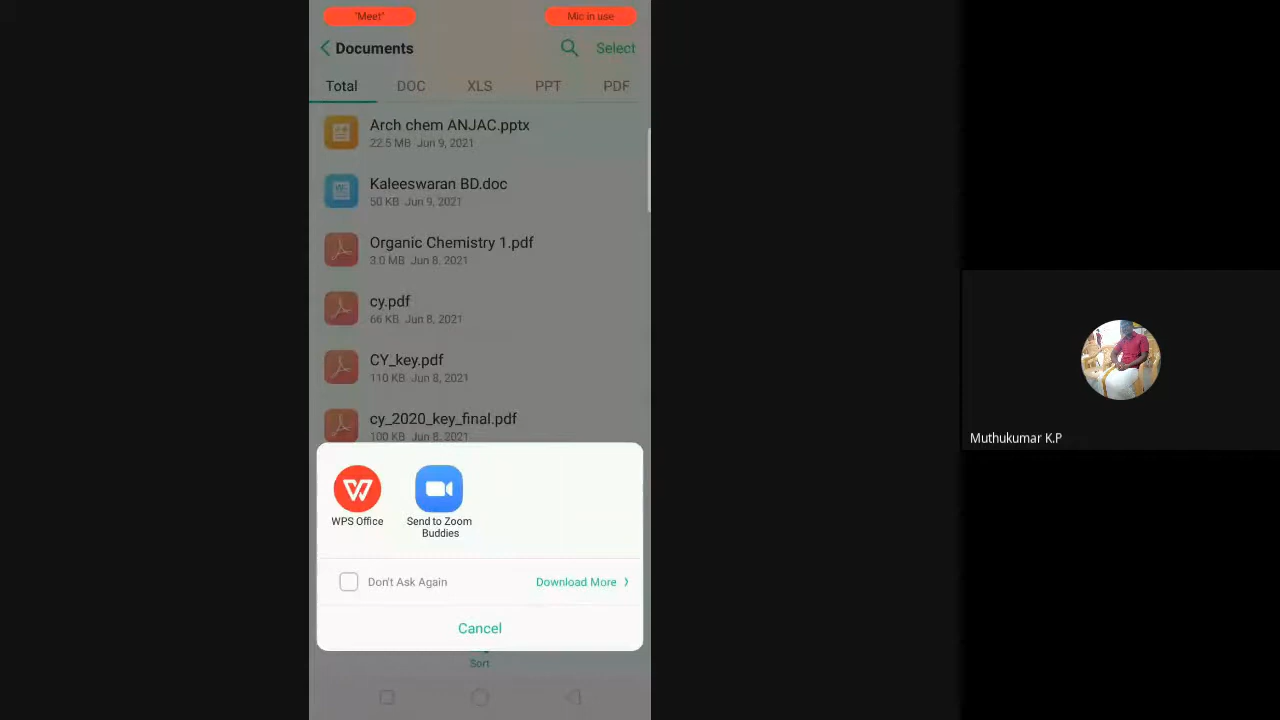 "Meet"
Mic in use
Documents
Select
Total
DOC
XLS
PPT
PDF
Arch chem ANJAC.pptx
22.5 MB Jun 9, 2021
Kaleeswaran BD.doc
50 KB Jun 9, 2021
Organic Chemistry 1.pdf
3.0 MB Jun 8, 2021
cy.pdf
66 KB Jun 8, 2021
CY_key.pdf
110 KB Jun 8, 2021
cy_2020_key_final.pdf
100 KB Jun 8, 2021
WPS Office
Send to Zoom
Buddies
Don't Ask Again
Download More
Cancel
Sort
Muthukumar K.P